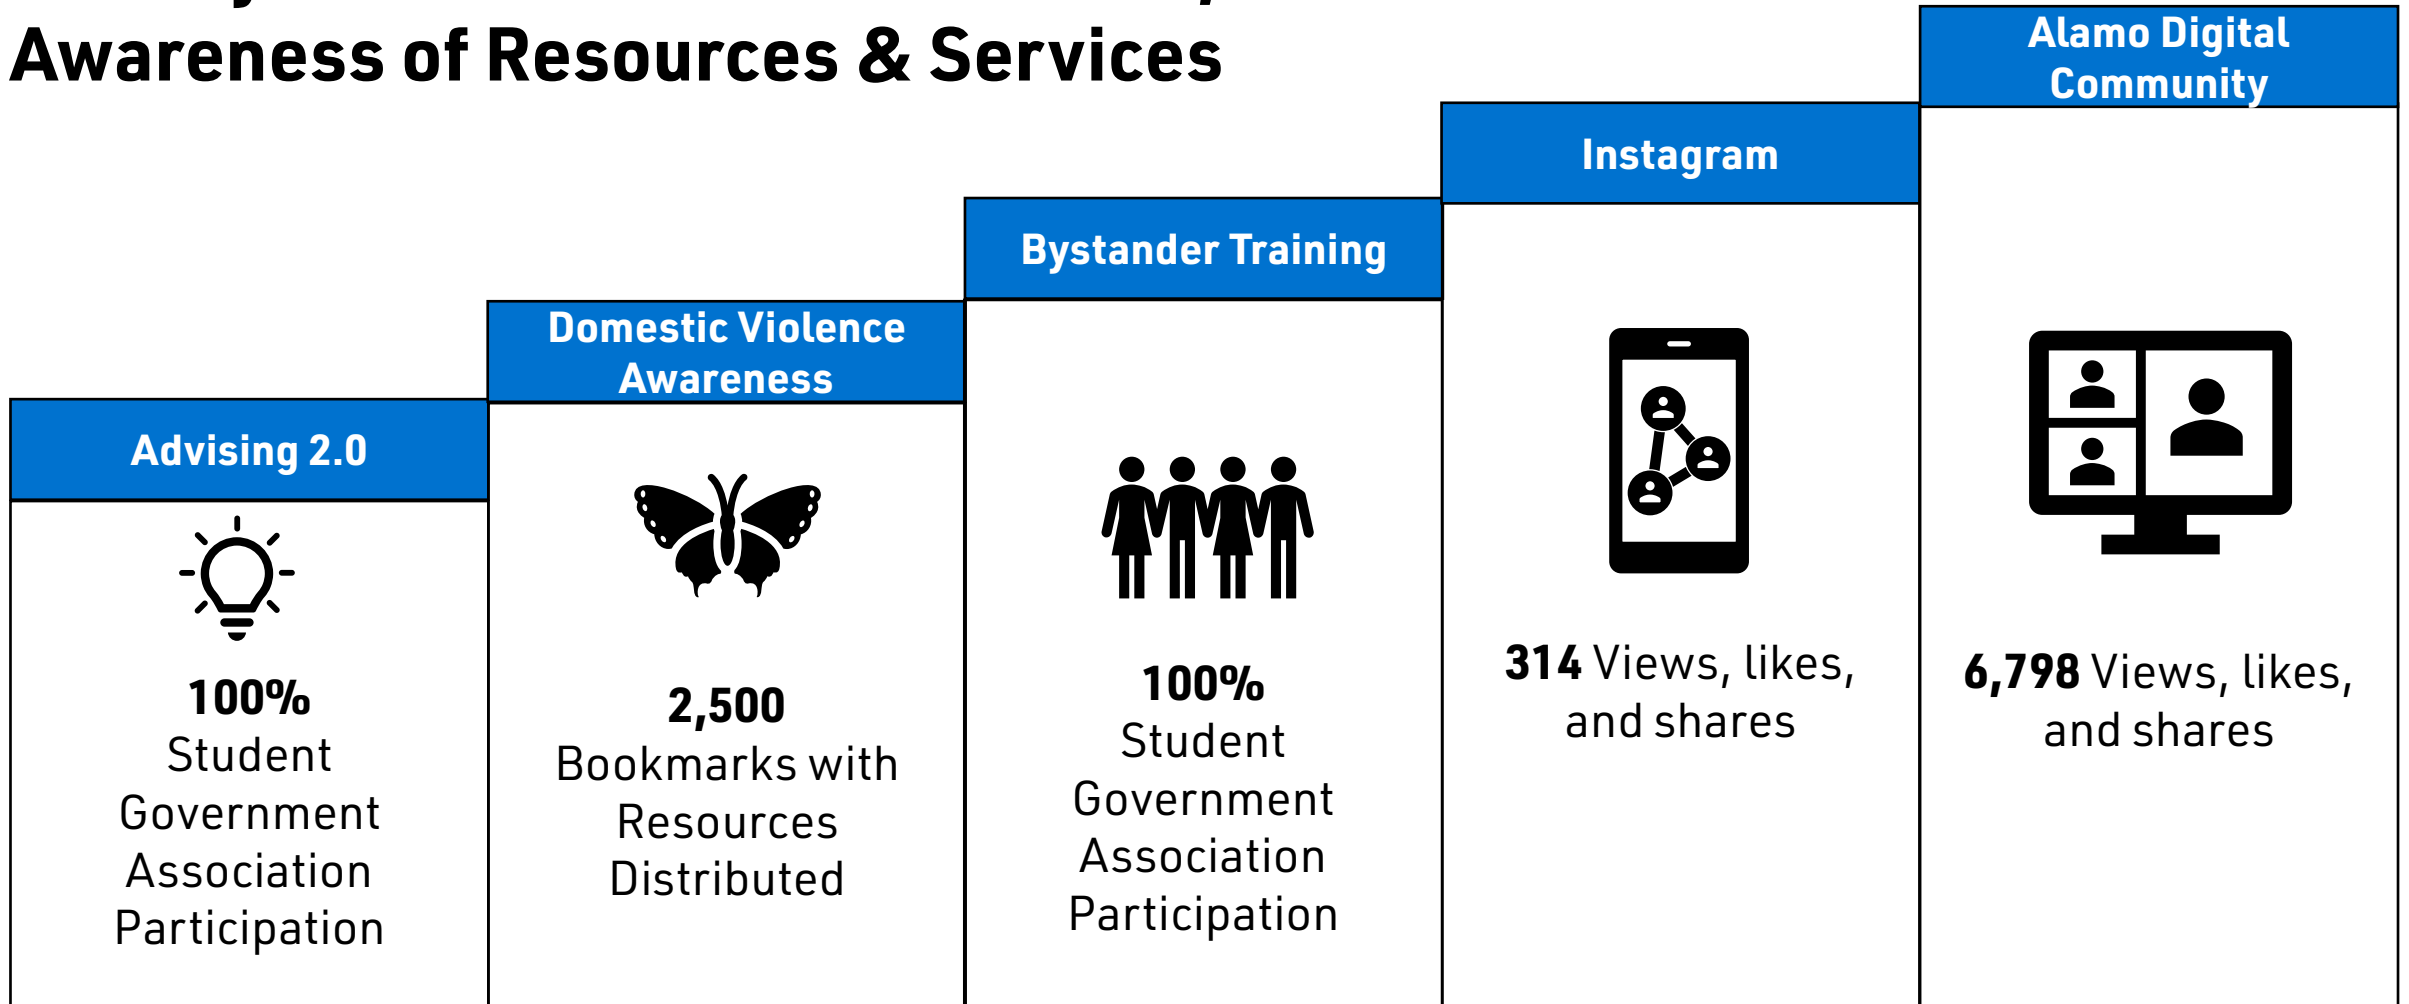 Awareness of Resources & Services
Advising 2.0
100%
Student
Government
Association
Participation
Domestic Violence
Awareness
2,500
Bookmarks with
Resources
Distributed
Bystander Training
100%
Student
Government
Association
Participation
Instagram
314 Views, likes,
and shares
Alamo Digital
Community
6,798 Views, likes,
and shares